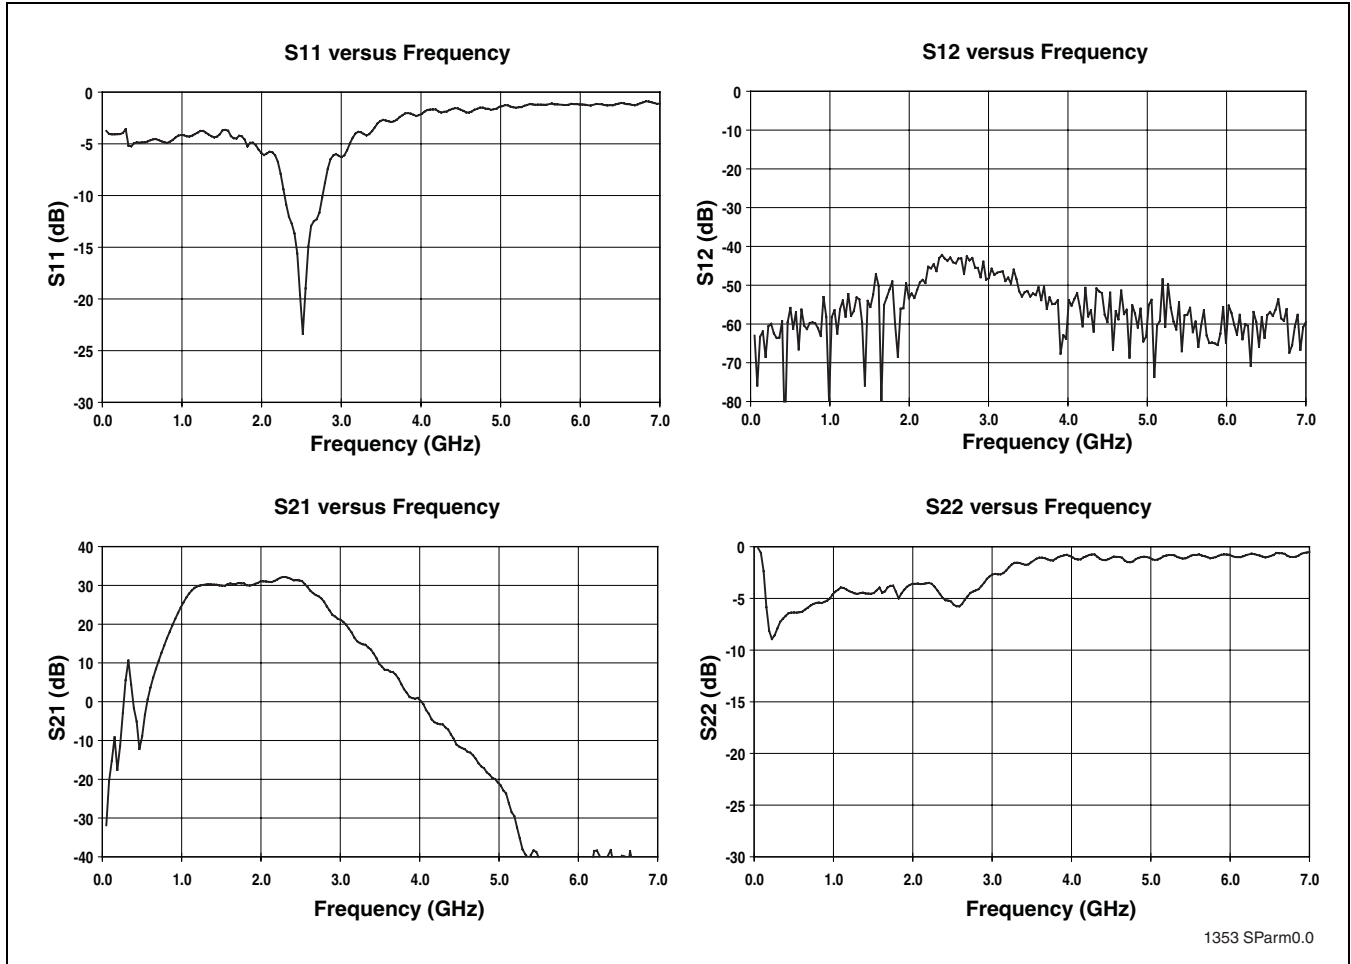 S11 versus Frequency
0
-5
-10
-15
-20
-25
-30
S11 (dB)
0.0 1.0 2.0 3.0 4.0 5.0 6.0 7.0
Frequency (GHz)
S12 versus Frequency
0
-10
-20
-30
-40
-50
-60
-70
-80
S12 (dB)
0.0 1.0 2.0 3.0 4.0 5.0 6.0 7.0
Frequency (GHz)
S21 versus Frequency
40
30
20
10
0
-10
-20
-30
-40
S21 (dB)
0.0 1.0 2.0 3.0 4.0 5.0 6.0 7.0
Frequency (GHz)
S22 versus Frequency
0
-5
-10
-15
-20
-25
-30
S22 (dB)
0.0 1.0 2.0 3.0 4.0 5.0 6.0 7.0
Frequency (GHz)
1353 SParm0.0